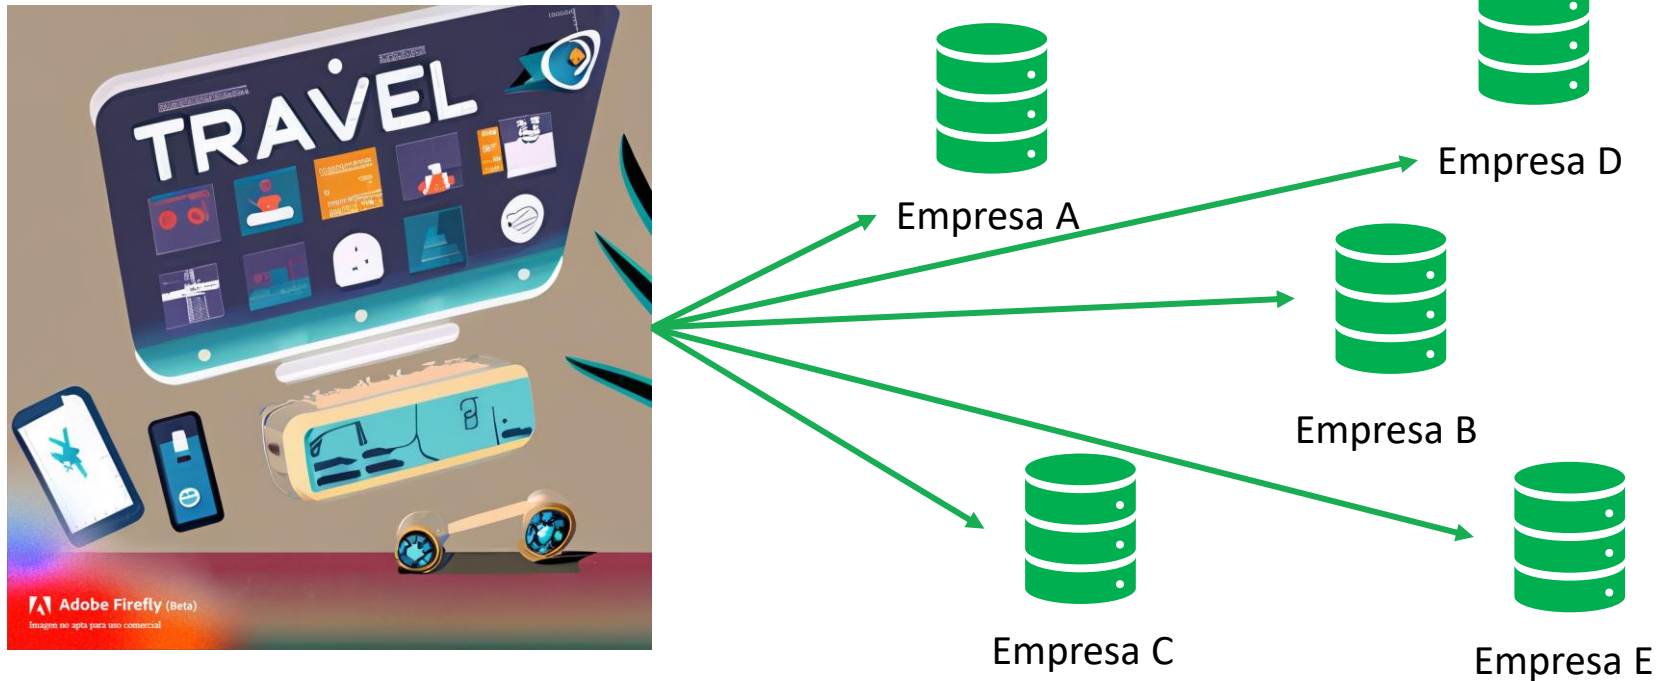 TRAVEL
Adobe Firefly (Beta)
Imagen no apta para uso comercial
Empresa A
Empresa D
Empresa B
Empresa C
Empresa E